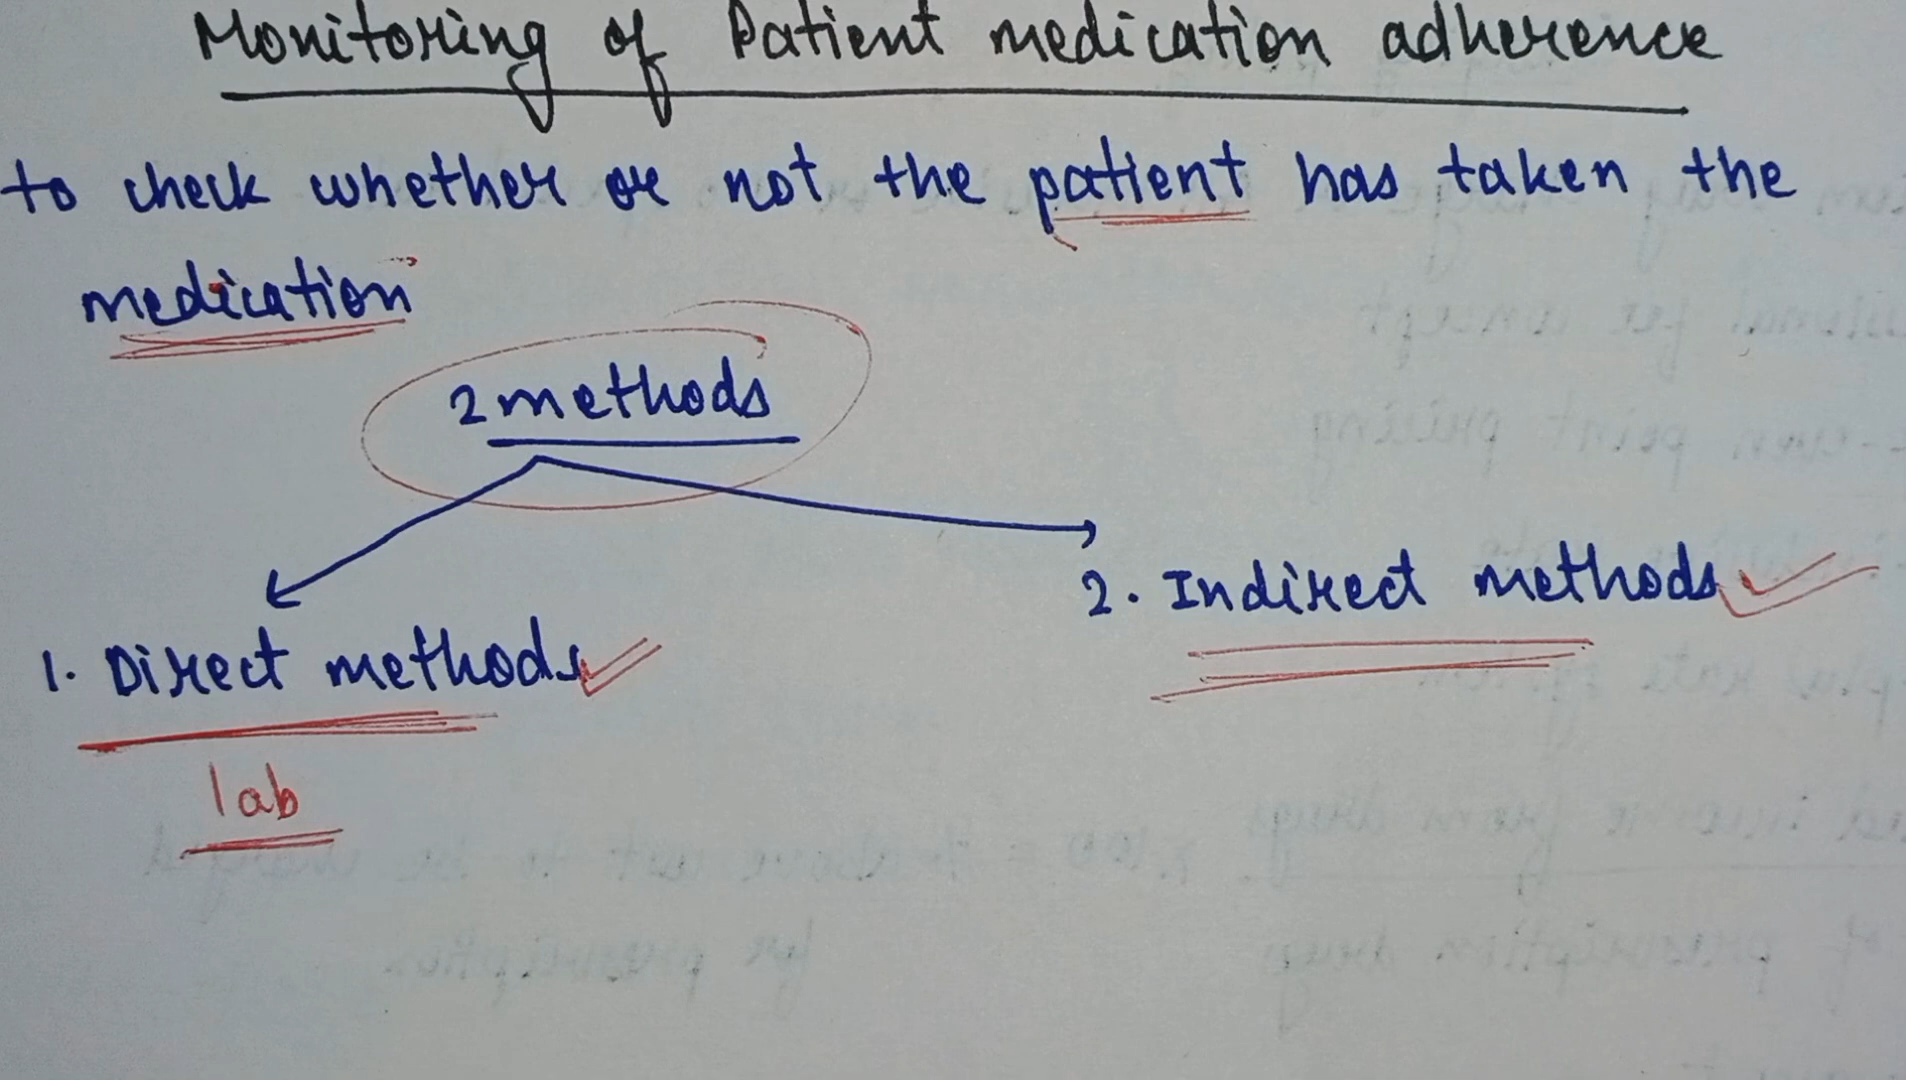 Monitoring of Patient medication adherence
to check whether or not the patient has taken the
medication
2 methods
1. Direct methods
2. Indirect methods
lab